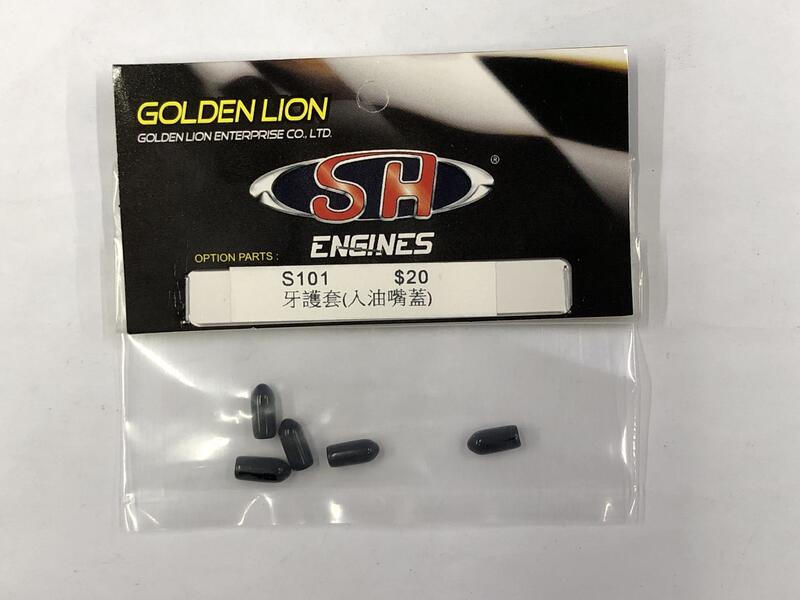 GOLDEN LION
GOLDEN LION ENTERPRISE CO., LTD.
SH ®
ENGINES
OPTION PARTS :
S101 $20
牙護套(入油嘴蓋)